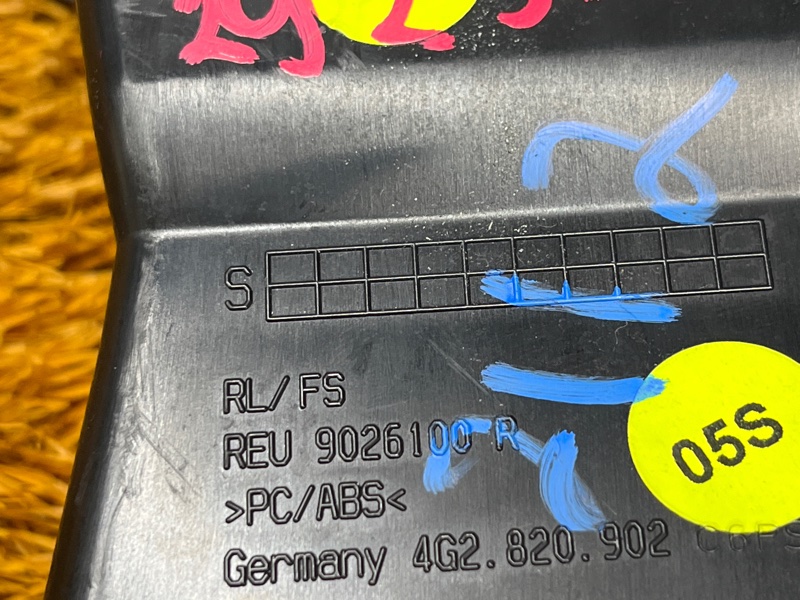 S
RL/FS
REU 9026100 R
>PC/ABS<
Germany 4G2.820.902
05S